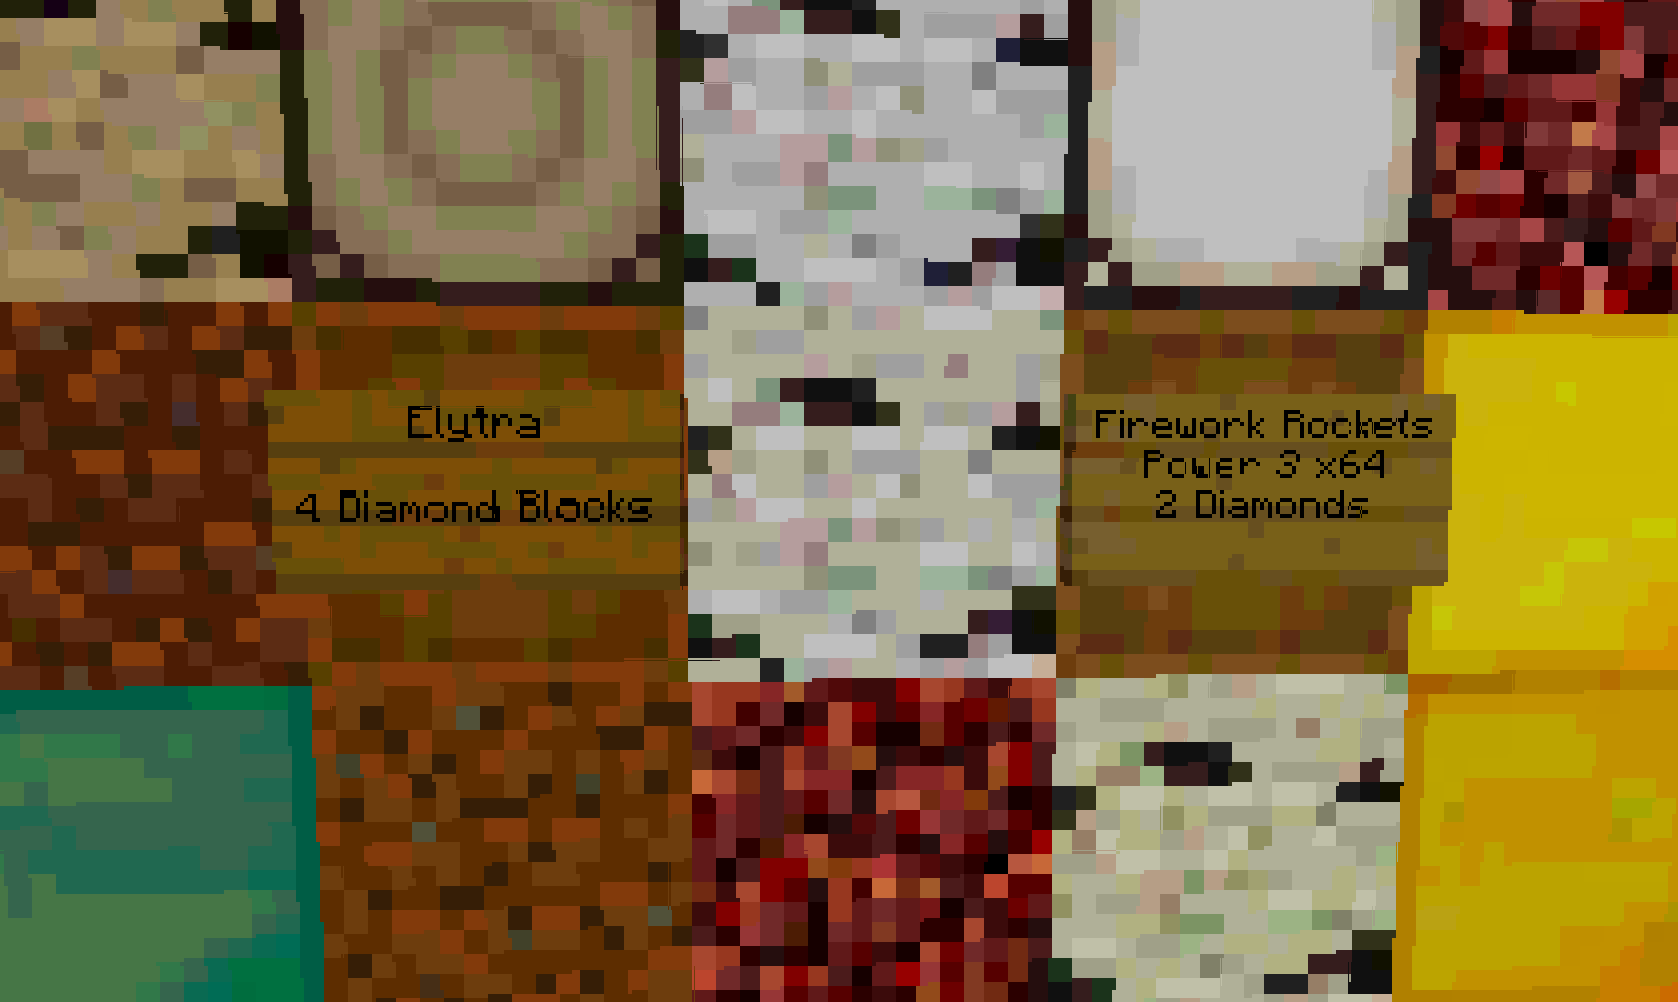 Elytra
4 Diamond Blocks
Firework Rockets
Power 3 x64
2 Diamonds